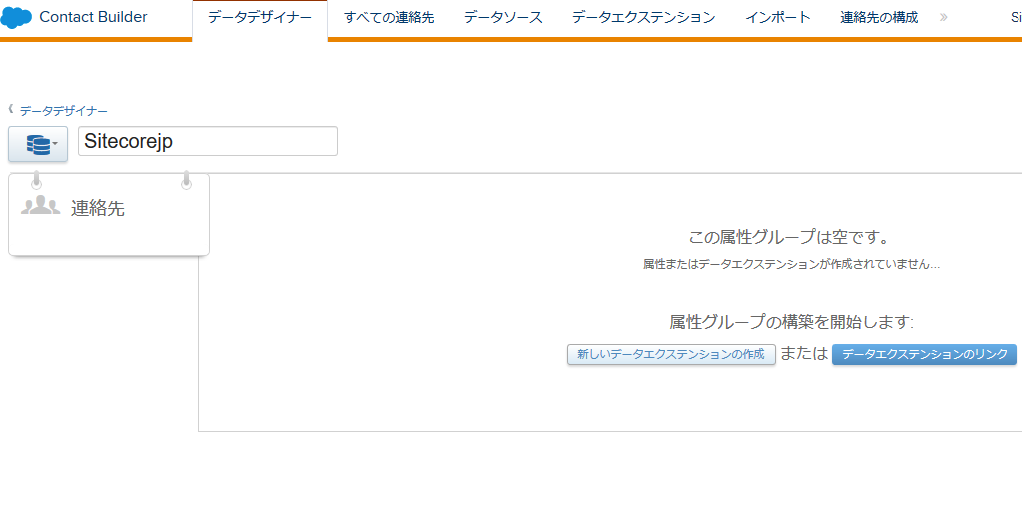 Contact Builder データデザイナー すべての連絡先 データソース データエクステンション インポート 連絡先の構成 » Si
‹ データデザイナー
Sitecorejp
連絡先
この属性グループは空です。
属性またはデータエクステンションが作成されていません...
属性グループの構築を開始します:
新しいデータエクステンションの作成 または データエクステンションのリンク